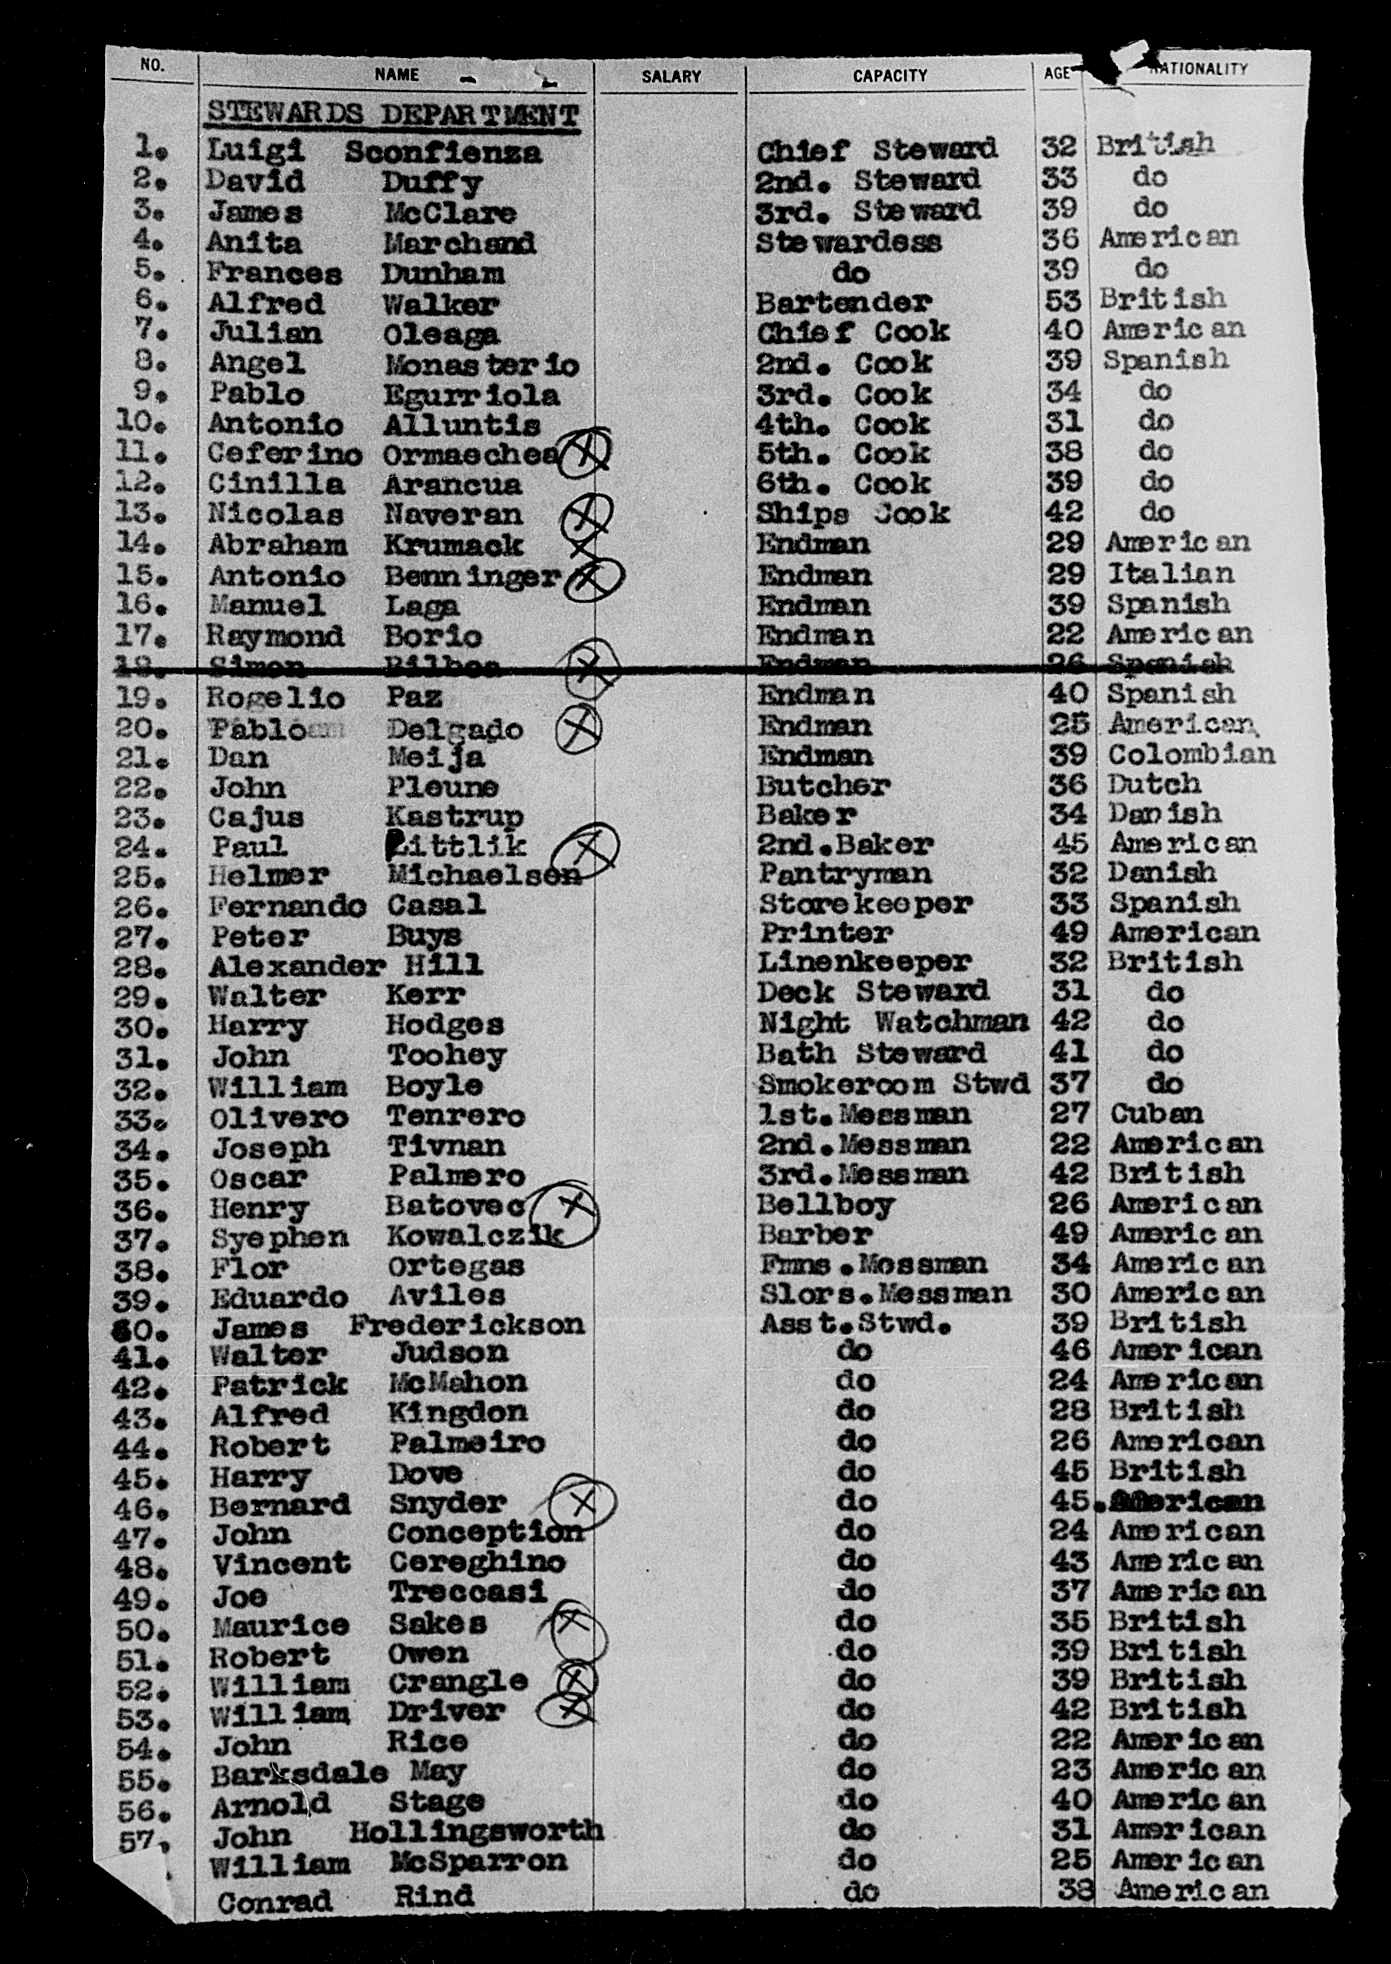 NO. NAME SALARY CAPACITY AGE NATIONALITY
STEWARDS DEPARTMENT
1. Luigi Sconfienza Chief Steward 32 British
2. David Duffy 2nd. Steward 33 do
3. James McClare 3rd. Steward 39 do
4. Anita Marchand Stewardess 36 American
5. Frances Dunham do 39 do
6. Alfred Walker Bartender 53 British
7. Julian Oleaga Chief Cook 40 American
8. Angel Monasterio 2nd. Cook 39 Spanish
9. Pablo Egurriola 3rd. Cook 34 do
10. Antonio Alluntis 4th. Cook 31 do
11. Ceferino Ormaechea 5th. Cook 38 do
12. Cinilla Arancua 6th. Cook 39 do
13. Nicolas Naveran Ships Cook 42 do
14. Abraham Krumack Endman 29 American
15. Antonio Benninger Endman 29 Italian
16. Manuel Laga Endman 39 Spanish
17. Raymond Borio Endman 22 American
18. Simon Bilbea Endman 26 Spanish
19. Rogelio Paz Endman 40 Spanish
20. Pablo Delgado Endman 25 American
21. Dan Meija Endman 39 Colombian
22. John Pleune Butcher 36 Dutch
23. Cajus Kastrup Baker 34 Danish
24. Paul Littlik 2nd.Baker 45 American
25. Helmer Michaelsen Pantryman 32 Danish
26. Fernando Casal Storekeeper 33 Spanish
27. Peter Buys Printer 49 American
28. Alexander Hill Linenkeeper 32 British
29. Walter Kerr Deck Steward 31 do
30. Harry Hodges Night Watchman 42 do
31. John Toohey Bath Steward 41 do
32. William Boyle Smokeroom Stwd 37 do
33. Olivero Tenrero 1st.Messman 27 Cuban
34. Joseph Tivnan 2nd.Messman 22 American
35. Oscar Palmero 3rd.Messman 42 British
36. Henry Batovec Bellboy 26 American
37. Syephen Kowalczik Barber 49 American
38. Flor Ortegas Fmns.Messman 34 American
39. Eduardo Aviles Slors.Messman 30 American
40. James Frederickson Asst.Stwd. 39 British
41. Walter Judson do 46 American
42. Patrick McMahon do 24 American
43. Alfred Kingdon do 28 British
44. Robert Palmeiro do 26 American
45. Harry Dove do 45 British
46. Bernard Snyder do 45. American
47. John Conception do 24 American
48. Vincent Cereghino do 43 American
49. Joe Treccasi do 37 American
50. Maurice Sakes do 35 British
51. Robert Owen do 39 British
52. William Crangle do 39 British
53. William Driver do 42 British
54. John Rice do 22 American
55. Barksdale May do 23 American
56. Arnold Stage do 40 American
57. John Hollingsworth do 31 American
William McSparron do 25 American
Conrad Rind do 38 American